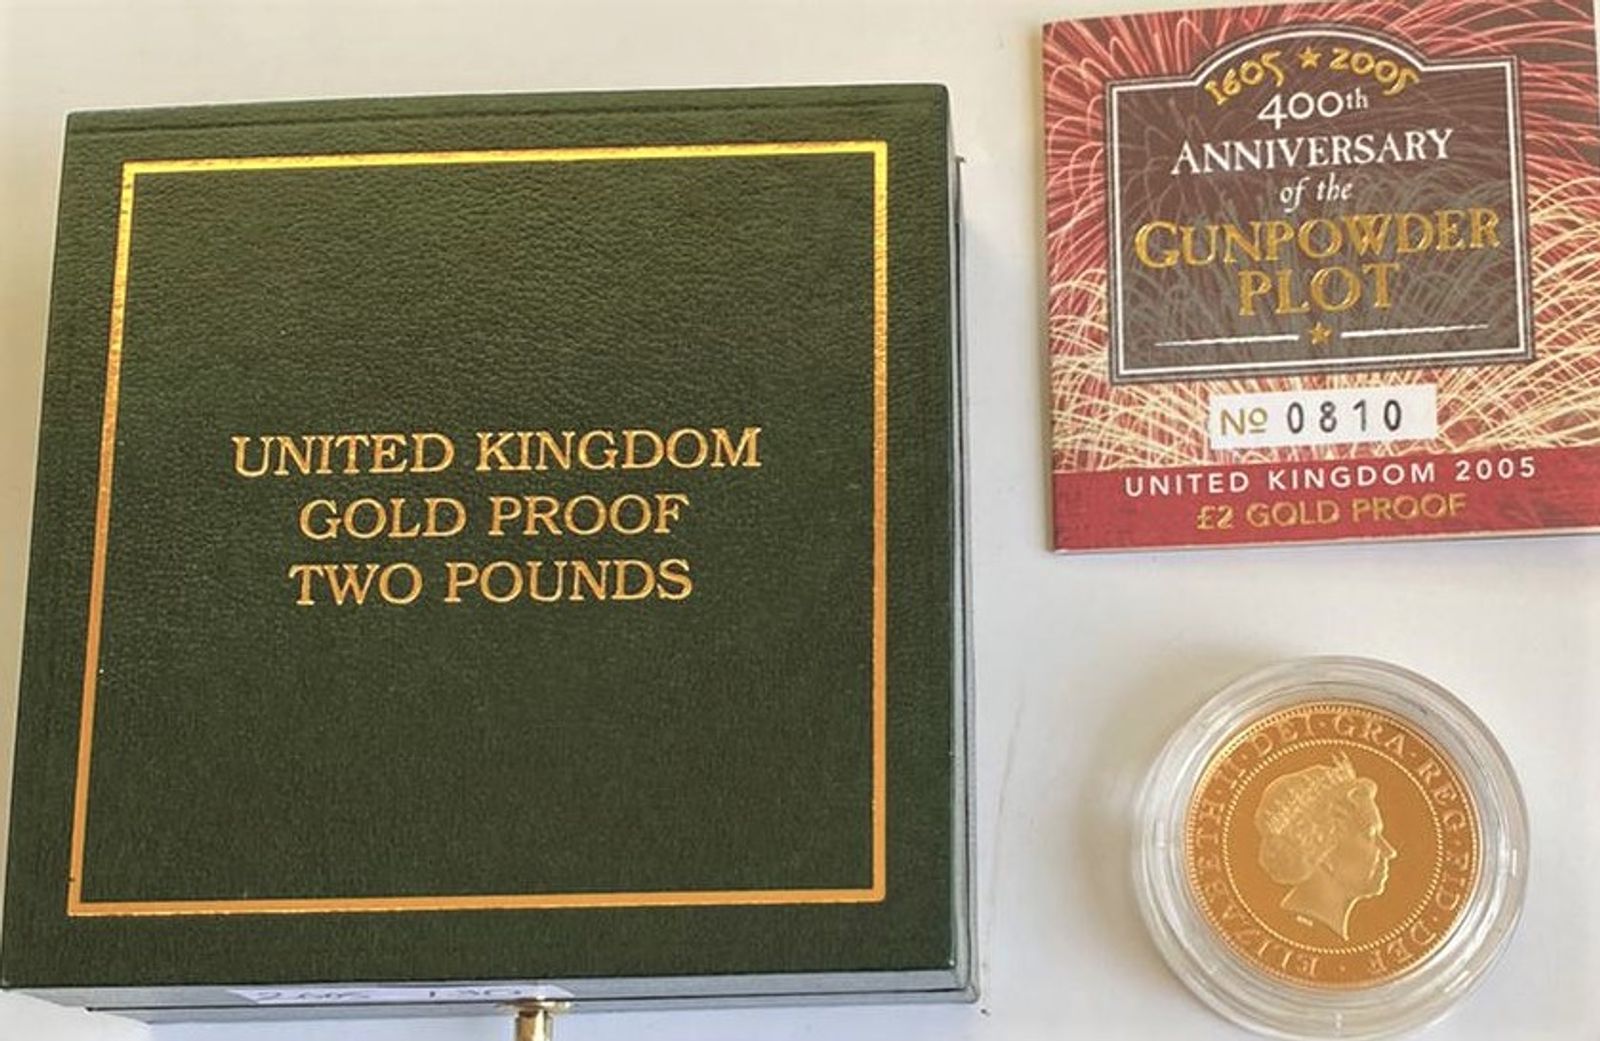 UNITED KINGDOM
GOLD PROOF
TWO POUNDS
1605 ★ 2005
400th
ANNIVERSARY
of the
GUNPOWDER
PLOT
Nº 0810
UNITED KINGDOM 2005
£2 GOLD PROOF
ELIZABETH·II·DEI·GRA·REG·FID·DEF